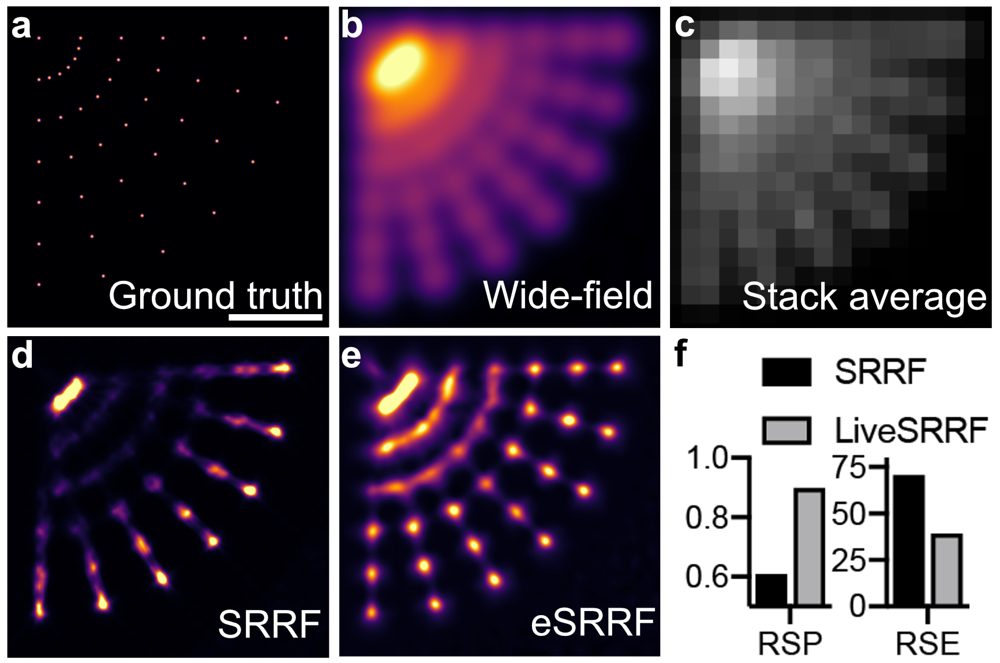 a
Ground truth
b
Wide-field
c
Stack average
d
SRRF
e
eSRRF
f
SRRF
LiveSRRF
1.0
0.8
0.6
RSP
75
50
25
0
RSE